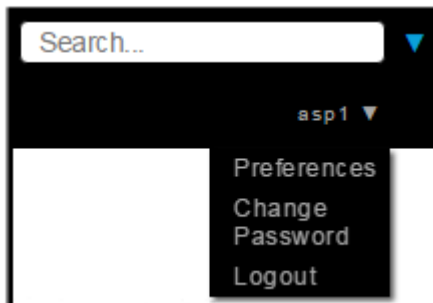 Search...
asp1
Preferences
Change
Password
Logout